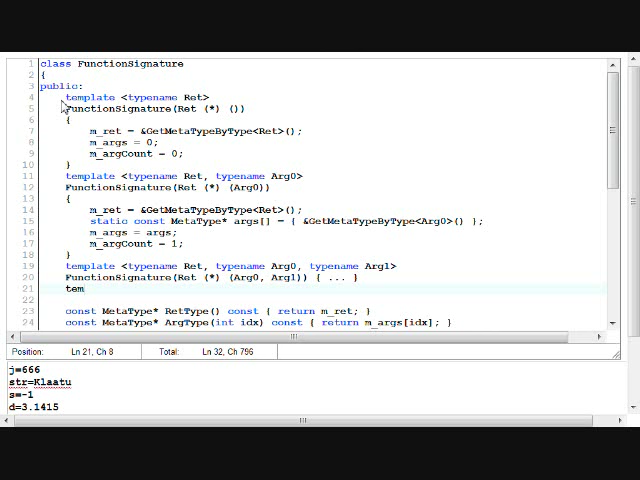 1 class FunctionSignature
2 {
3 public:
4 template <typename Ret>
5 FunctionSignature(Ret (*) ())
6 {
7 m_ret = &GetMetaTypeByType<Ret>();
8 m_args = 0;
9 m_argCount = 0;
10 }
11 template <typename Ret, typename Arg0>
12 FunctionSignature(Ret (*) (Arg0))
13 {
14 m_ret = &GetMetaTypeByType<Ret>();
15 static const MetaType* args[] = { &GetMetaTypeByType<Arg0>() };
16 m_args = args;
17 m_argCount = 1;
18 }
19 template <typename Ret, typename Arg0, typename Arg1>
20 FunctionSignature(Ret (*) (Arg0, Arg1)) { ... }
21 tem
22
23 const MetaType* RetType() const { return m_ret; }
24 const MetaType* ArgType(int idx) const { return m_args[idx]; }
Position: Ln 21, Ch 8 Total: Ln 32, Ch 796
j=666
str=Klaatu
s=-1
d=3.1415